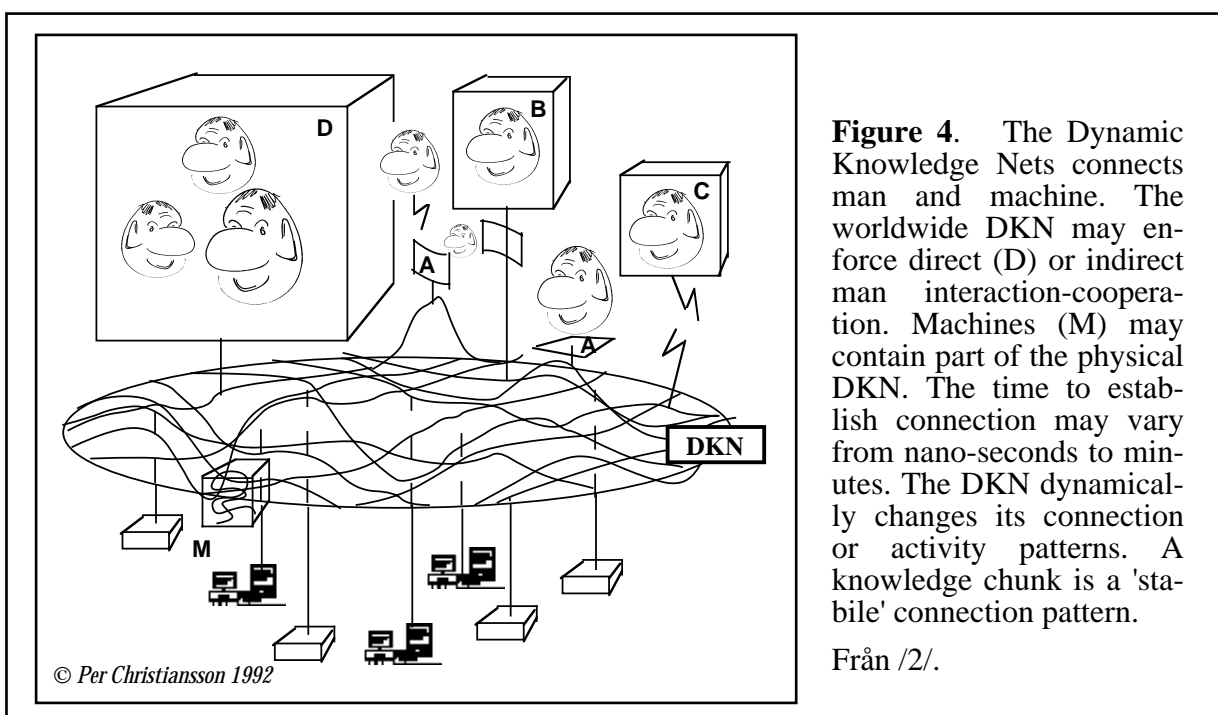 D
B
C
A
A
DKN
M
© Per Christiansson 1992
Figure 4. The Dynamic
Knowledge Nets connects
man and machine. The
worldwide DKN may en-
force direct (D) or indirect
man interaction-coopera-
tion. Machines (M) may
contain part of the physical
DKN. The time to estab-
lish connection may vary
from nano-seconds to min-
utes. The DKN dynamical-
ly changes its connection
or activity patterns. A
knowledge chunk is a 'sta-
bile' connection pattern.
Från /2/.